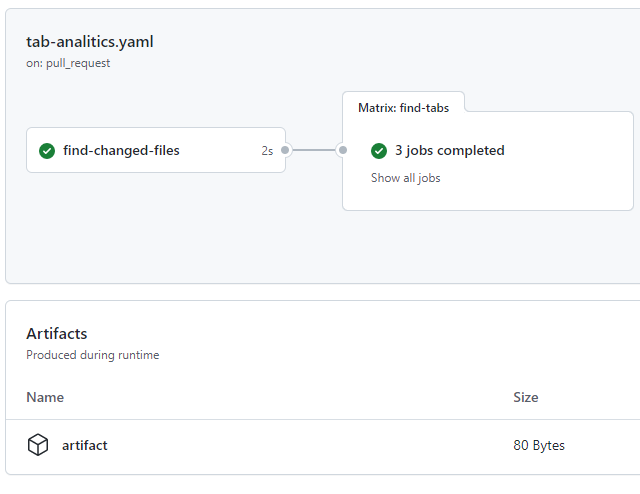 tab-analitics.yaml
on: pull_request
Matrix: find-tabs
find-changed-files 2s
3 jobs completed
Show all jobs
Artifacts
Produced during runtime
Name Size
artifact 80 Bytes